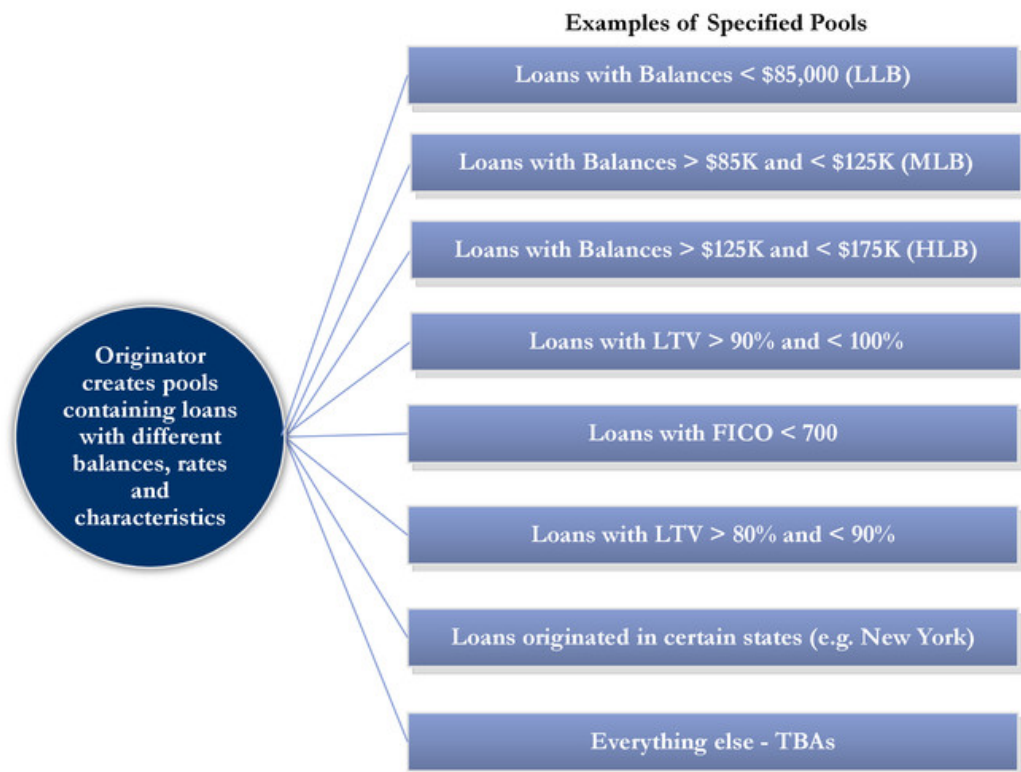 Examples of Specified Pools
Loans with Balances < $85,000 (LLB)
Loans with Balances > $85K and < $125K (MLB)
Loans with Balances > $125K and < $175K (HLB)
Originator
creates pools
containing loans
with different
balances, rates
and
characteristics
Loans with LTV > 90% and < 100%
Loans with FICO < 700
Loans with LTV > 80% and < 90%
Loans originated in certain states (e.g. New York)
Everything else - TBAs